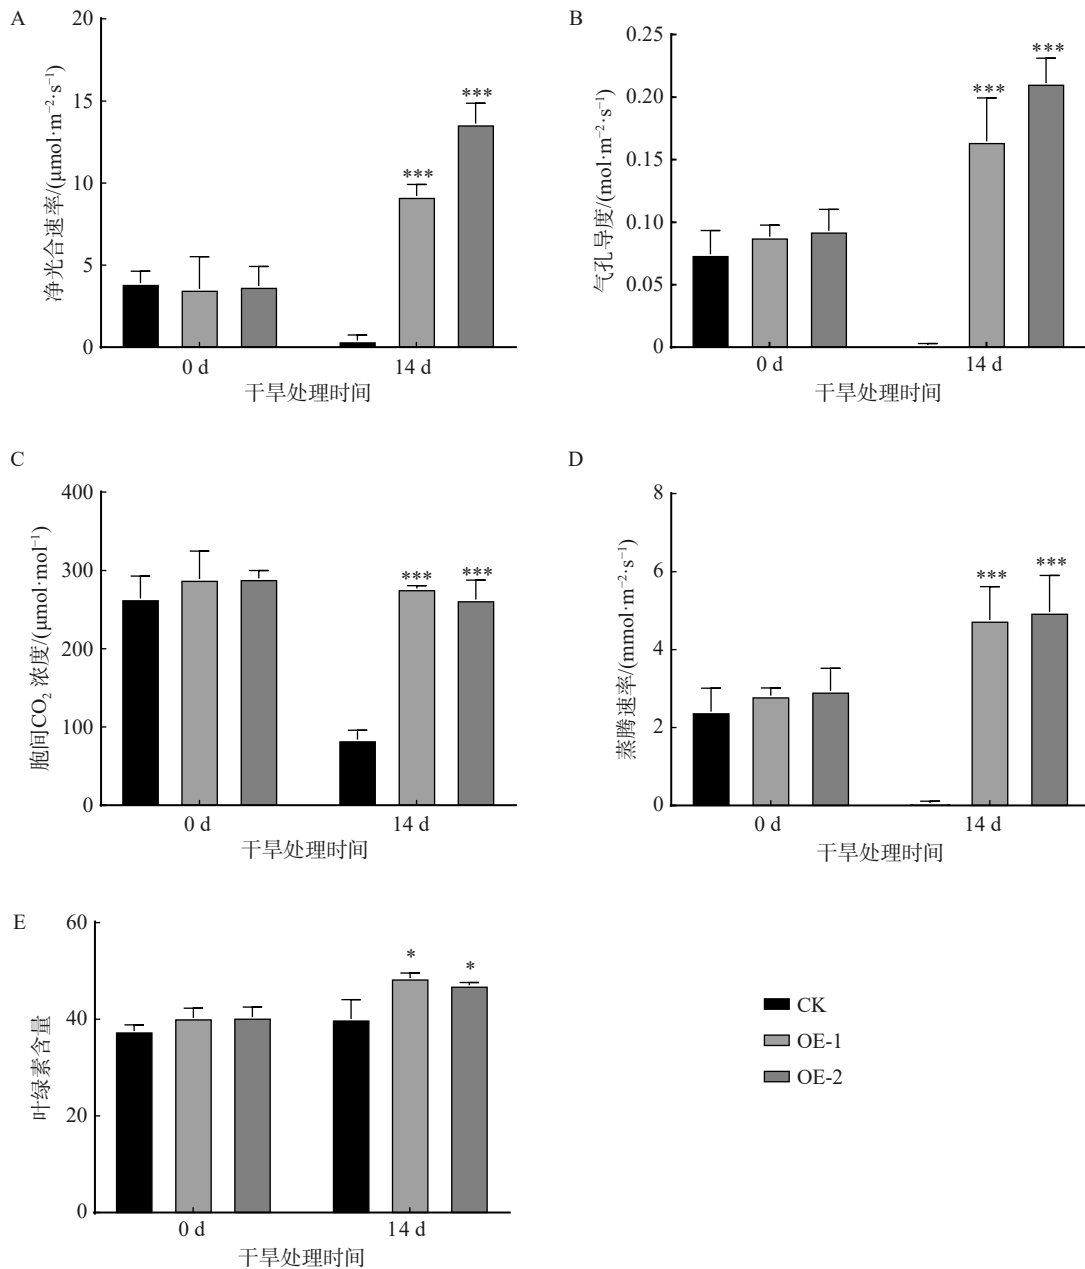 A
净光合速率/(μmol·m⁻²·s⁻¹)
20
15
10
5
0
***
***
0 d
14 d
干旱处理时间
B
气孔导度/(mol·m⁻²·s⁻¹)
0.25
0.20
0.15
0.10
0.05
0
***
***
0 d
14 d
干旱处理时间
C
胞间CO₂ 浓度/(μmol·mol⁻¹)
400
300
200
100
0
***
***
0 d
14 d
干旱处理时间
D
蒸腾速率/(mmol·m⁻²·s⁻¹)
8
6
4
2
0
***
***
0 d
14 d
干旱处理时间
E
叶绿素含量
60
40
20
0
*
*
0 d
14 d
干旱处理时间
CK
OE-1
OE-2